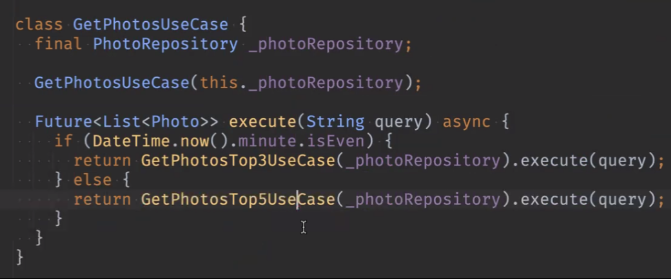 class GetPhotosUseCase {
final PhotoRepository _photoRepository;
GetPhotosUseCase(this._photoRepository);
Future<List<Photo>> execute(String query) async {
if (DateTime.now().minute.isEven) {
return GetPhotosTop3UseCase(_photoRepository).execute(query);
} else {
return GetPhotosTop5UseCase(_photoRepository).execute(query);
}
}
}